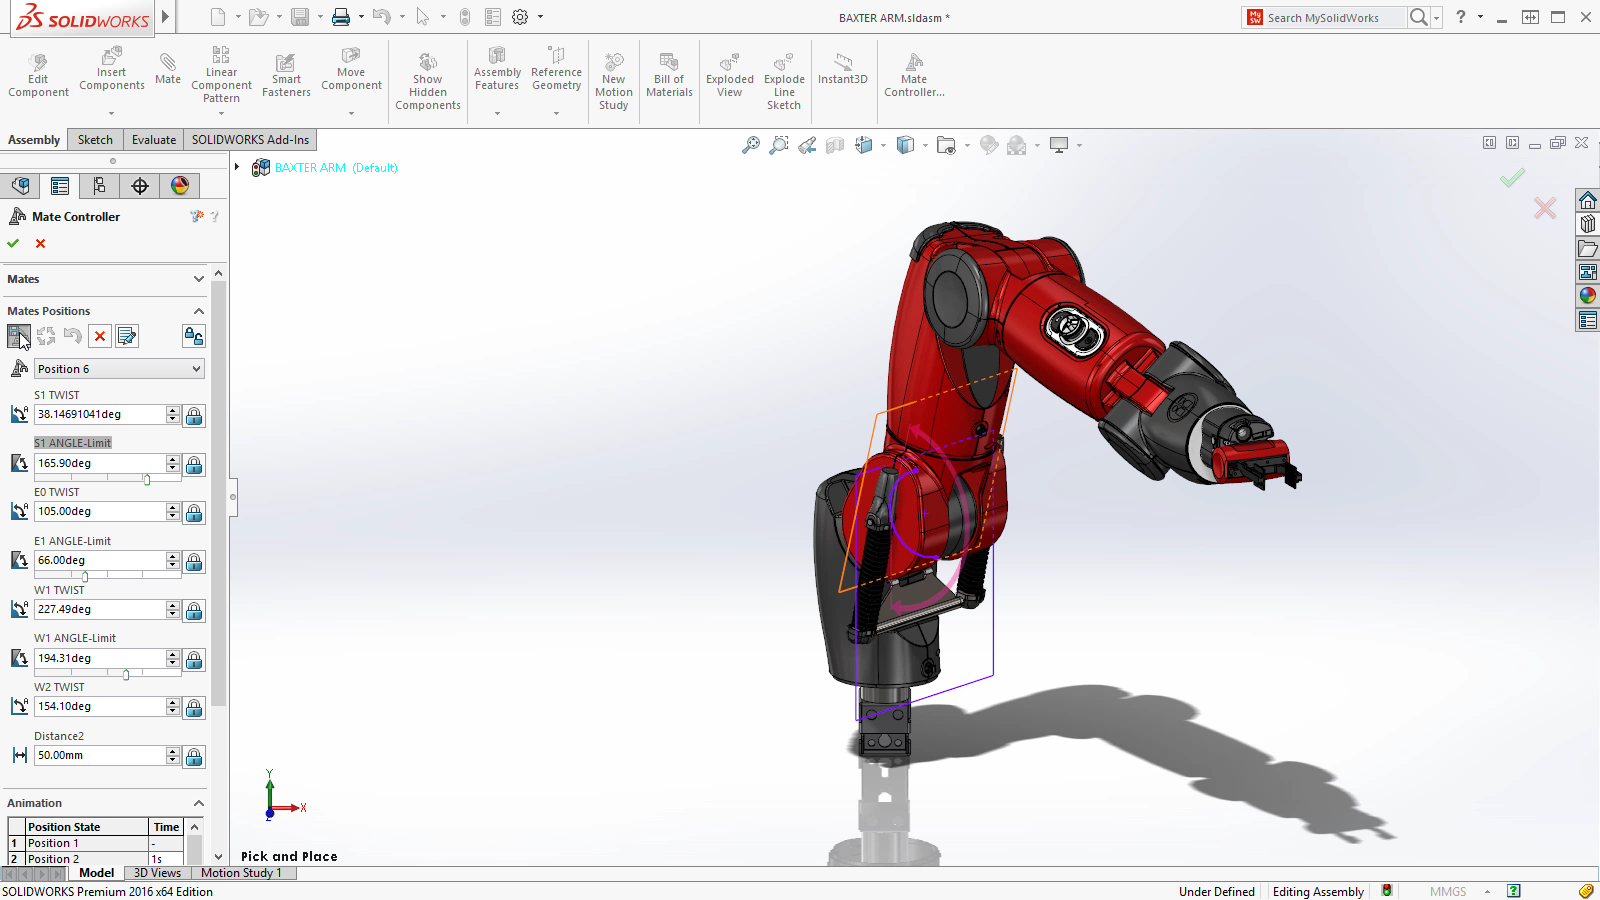 SOLIDWORKS
BAXTER ARM.sldasm *
Search MySolidWorks
Edit Component
Insert Components
Mate
Linear Component Pattern
Smart Fasteners
Move Component
Show Hidden Components
Assembly Features
Reference Geometry
New Motion Study
Bill of Materials
Exploded View
Explode Line Sketch
Instant3D
Mate Controller...
Assembly
Sketch
Evaluate
SOLIDWORKS Add-Ins
BAXTER ARM (Default)
Mate Controller
Mates
Mates Positions
Position 6
S1 TWIST
38.14691041deg
S1 ANGLE-Limit
165.90deg
E0 TWIST
105.00deg
E1 ANGLE-Limit
66.00deg
W1 TWIST
227.49deg
W1 ANGLE-Limit
194.31deg
W2 TWIST
154.10deg
Distance2
50.00mm
Animation
Position State Time
1 Position 1 -
2 Position 2 1s
Y
X
Z
Pick and Place
Model
3D Views
Motion Study 1
SOLIDWORKS Premium 2016 x64 Edition
Under Defined
Editing Assembly
MMGS